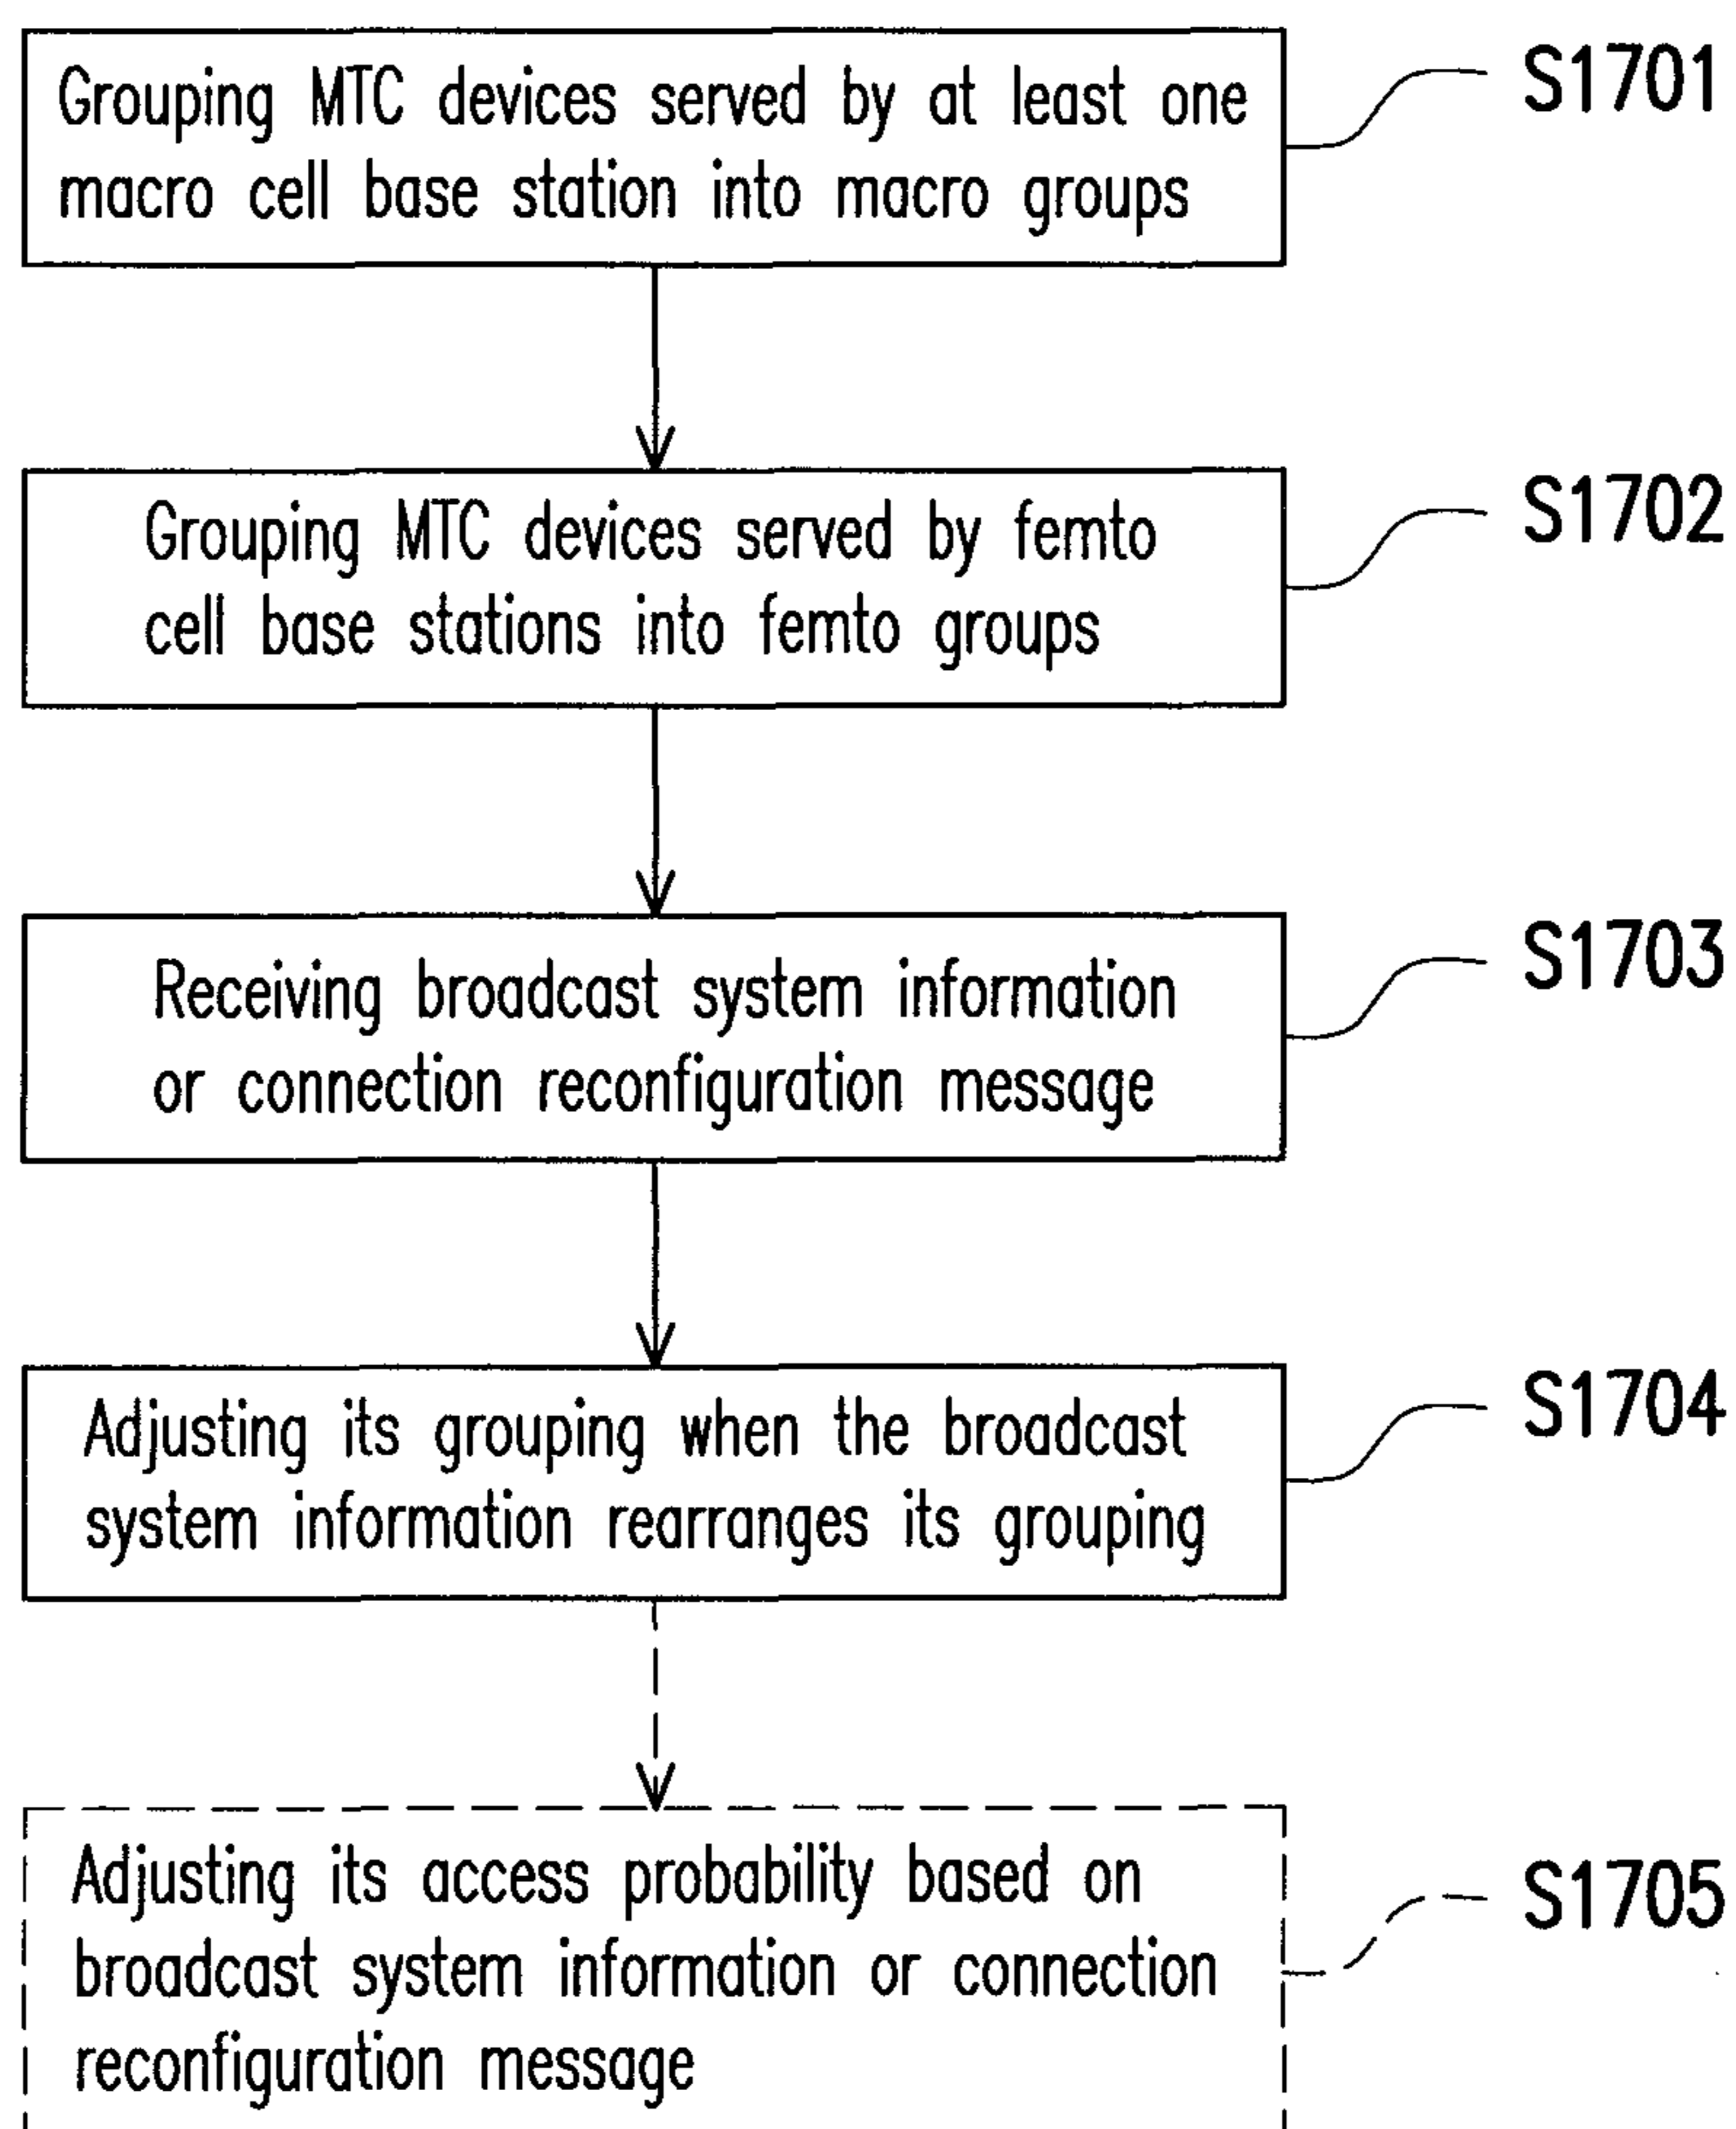 Grouping MTC devices served by at least one
macro cell base station into macro groups
S1701
Grouping MTC devices served by femto
cell base stations into femto groups
S1702
Receiving broadcast system information
or connection reconfiguration message
S1703
Adjusting its grouping when the broadcast
system information rearranges its grouping
S1704
Adjusting its access probability based on
broadcast system information or connection
reconfiguration message
S1705